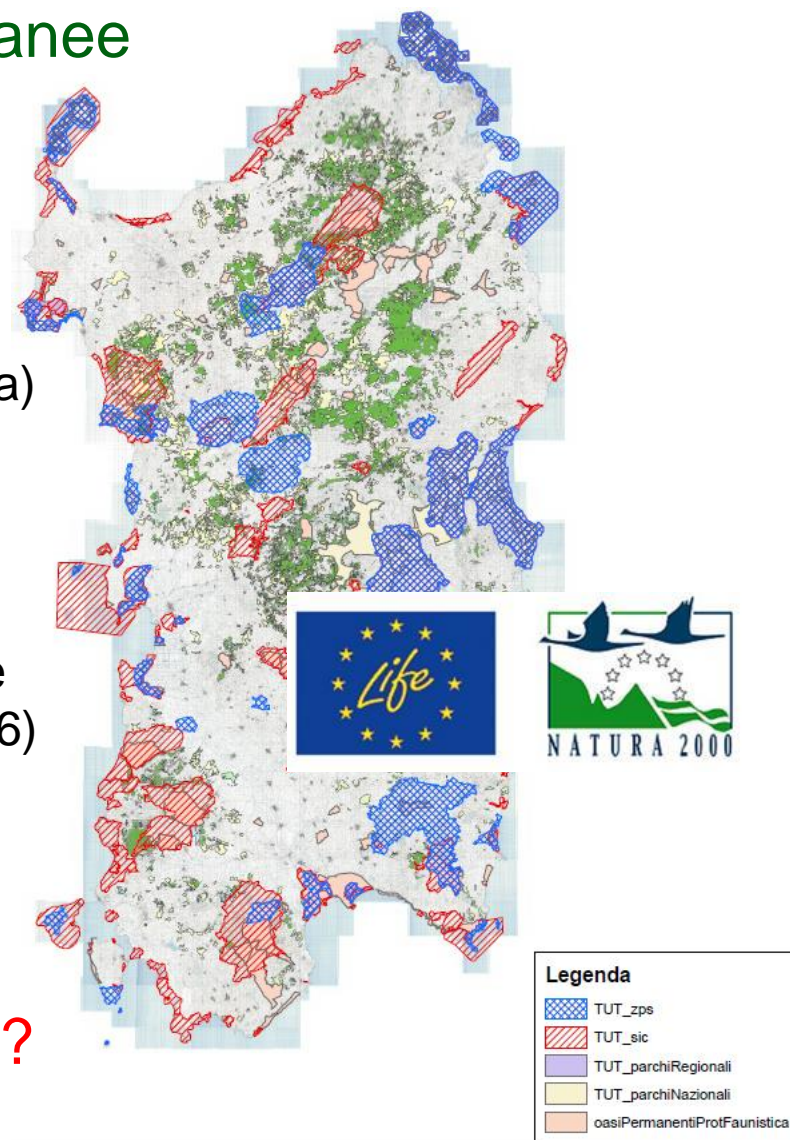 anee
a)
e
6)
Life
NATURA 2000
?
Legenda
TUT_zps
TUT_sic
TUT_parchiRegionali
TUT_parchiNazionali
oasiPermanentiProtFaunistica